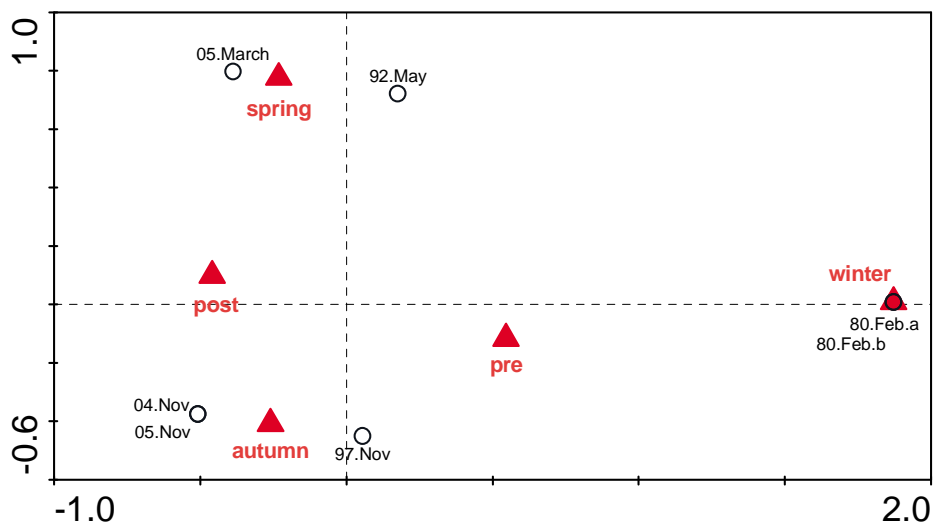 1.0
05.March
92.May
spring
winter
post
80.Feb.a
80.Feb.b
pre
04.Nov
05.Nov
autumn
97.Nov
-0.6
-1.0
2.0